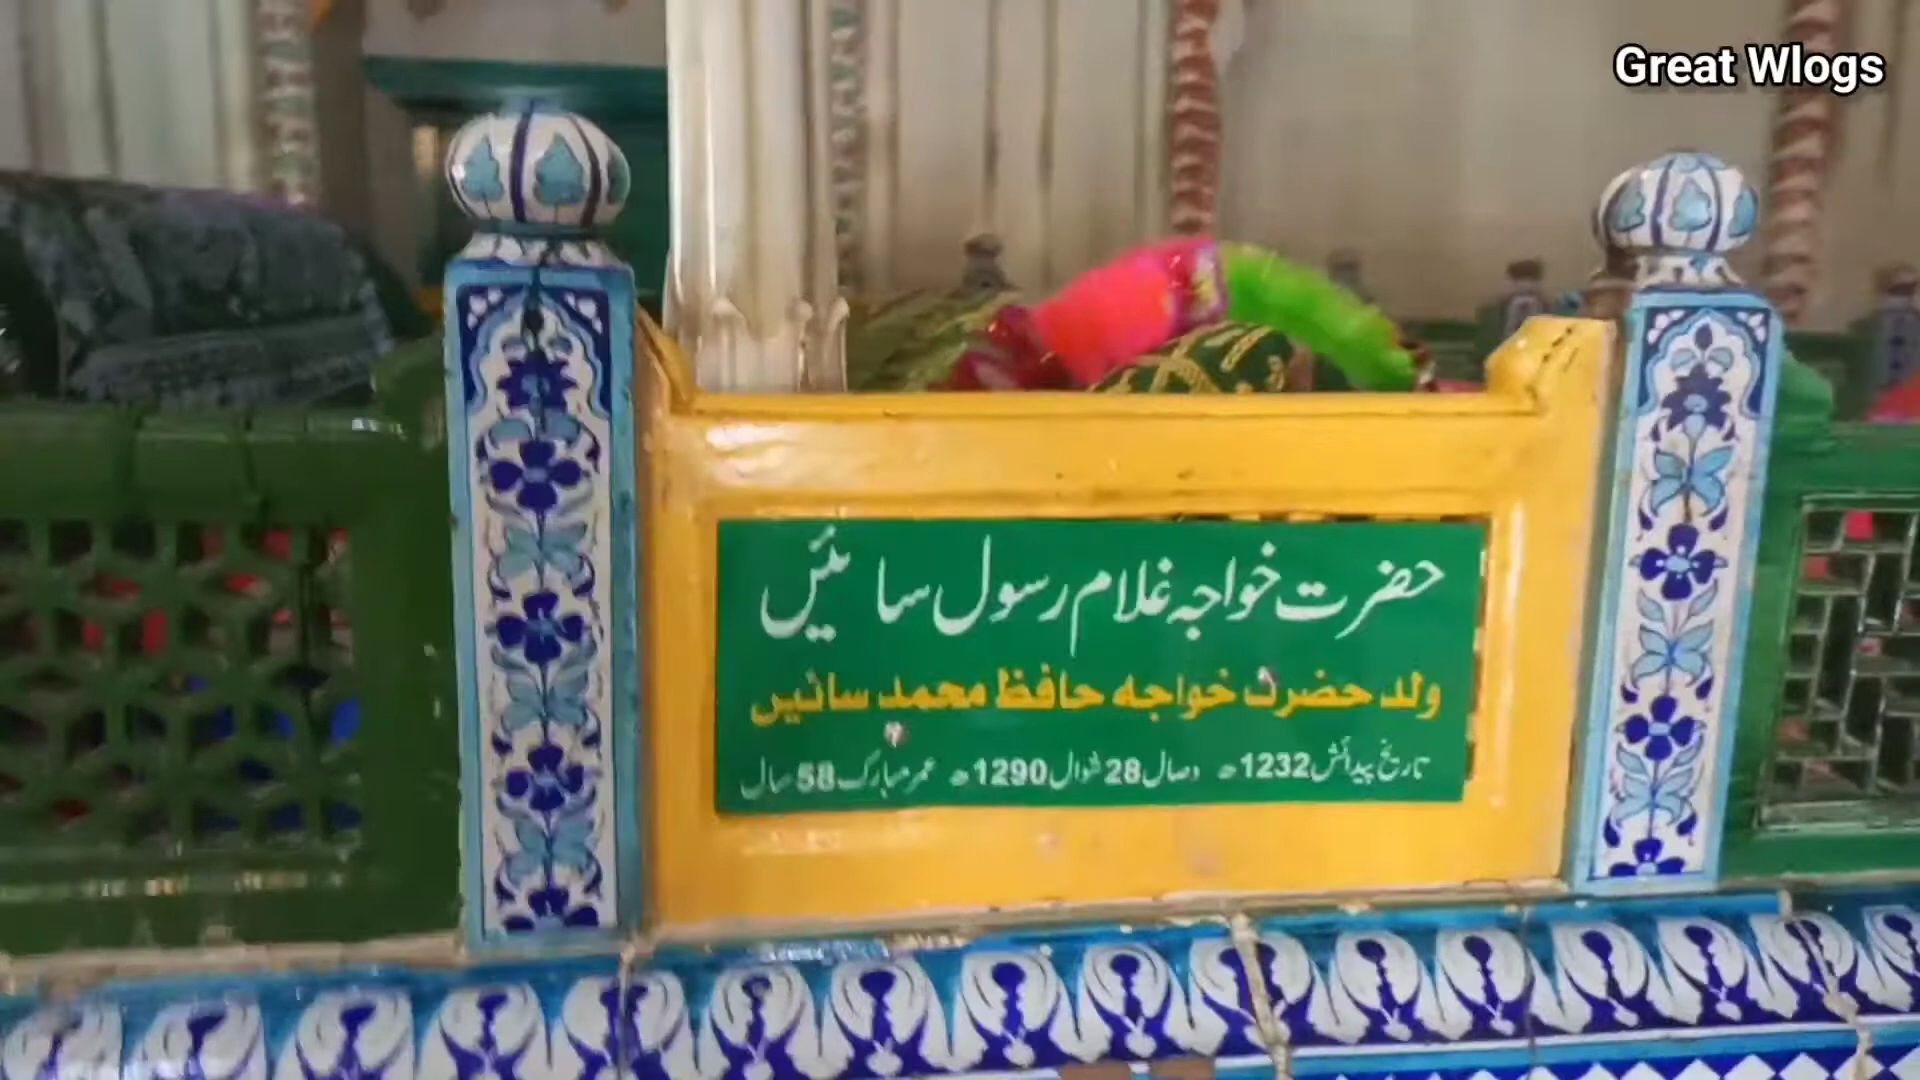 Great Wlogs
حضرت خواجہ غلام رسول سائیں
ولد حضرت خواجہ حافظ محمد سائیں
تاریخ پیدائش 1232ھ وصال 28 شوال 1290ھ عمر مبارک 58 سال